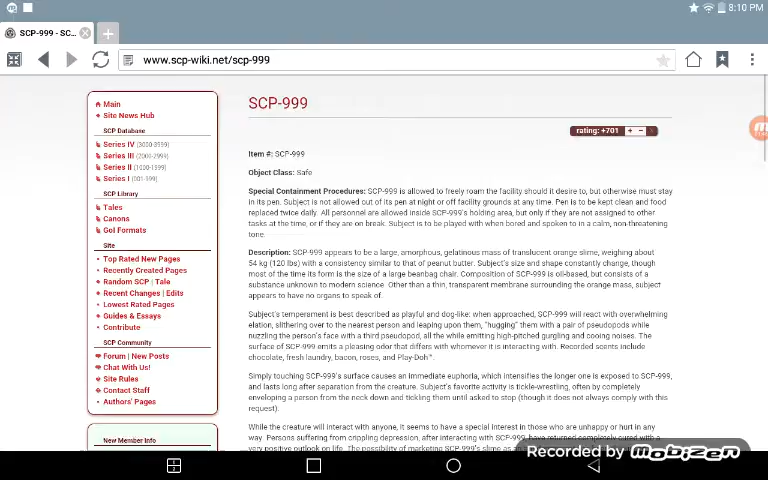 8:10 PM
SCP-999 - SC...
www.scp-wiki.net/scp-999
Main
Site News Hub
SCP Database
Series IV (3000-3999)
Series III (2000-2999)
Series II (1000-1999)
Series I (001-999)
SCP Library
Tales
Canons
GoI Formats
Site
Top Rated New Pages
Recently Created Pages
Random SCP | Tale
Recent Changes | Edits
Lowest Rated Pages
Guides & Essays
Contribute
SCP Community
Forum | New Posts
Chat With Us!
Site Rules
Contact Staff
Authors' Pages
New Member Info
SCP-999
rating: +701 + – x
Item #: SCP-999
Object Class: Safe
Special Containment Procedures: SCP-999 is allowed to freely roam the facility should it desire to, but otherwise must stay
in its pen. Subject is not allowed out of its pen at night or off facility grounds at any time. Pen is to be kept clean and food
replaced twice daily. All personnel are allowed inside SCP-999's holding area, but only if they are not assigned to other
tasks at the time, or if they are on break. Subject is to be played with when bored and spoken to in a calm, non-threatening
tone.
Description: SCP-999 appears to be a large, amorphous, gelatinous mass of translucent orange slime, weighing about
54 kg (120 lbs) with a consistency similar to that of peanut butter. Subject's size and shape constantly change, though
most of the time its form is the size of a large beanbag chair. Composition of SCP-999 is oil-based, but consists of a
substance unknown to modern science. Other than a thin, transparent membrane surrounding the orange mass, subject
appears to have no organs to speak of.
Subject's temperament is best described as playful and dog-like: when approached, SCP-999 will react with overwhelming
elation, slithering over to the nearest person and leaping upon them, "hugging" them with a pair of pseudopods while
nuzzling the person's face with a third pseudopod, all the while emitting high-pitched gurgling and cooing noises. The
surface of SCP-999 emits a pleasing odor that differs with whomever it is interacting with. Recorded scents include
chocolate, fresh laundry, bacon, roses, and Play-Doh™.
Simply touching SCP-999's surface causes an immediate euphoria, which intensifies the longer one is exposed to SCP-999,
and lasts long after separation from the creature. Subject's favorite activity is tickle-wrestling, often by completely
enveloping a person from the neck down and tickling them until asked to stop (though it does not always comply with this
request).
While the creature will interact with anyone, it seems to have a special interest in those who are unhappy or hurt in any
way. Persons suffering from crippling depression, after interacting with SCP-999, have returned completely cured with a
very positive outlook on life. The possibility of marketing SCP-999's slime as an
Recorded by Mobizen